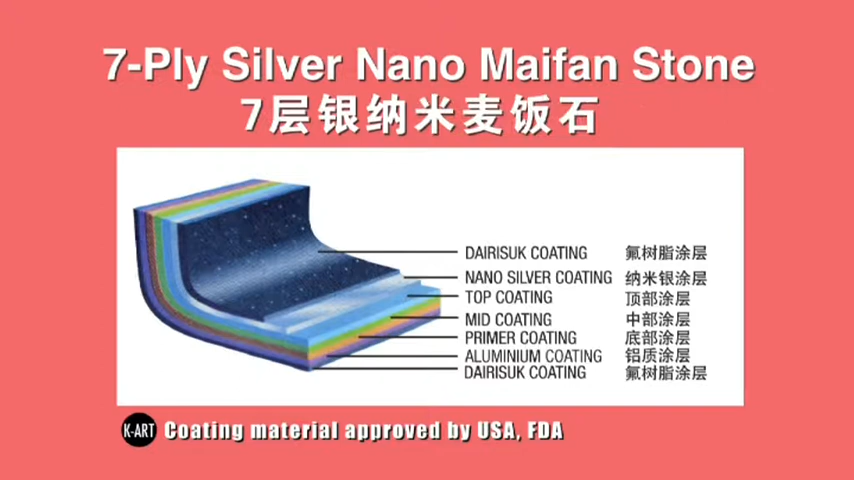 7-Ply Silver Nano Maifan Stone
7层银纳米麦饭石
DAIRISUK COATING 氟树脂涂层
NANO SILVER COATING 纳米银涂层
TOP COATING 顶部涂层
MID COATING 中部涂层
PRIMER COATING 底部涂层
ALUMINIUM COATING 铝质涂层
DAIRISUK COATING 氟树脂涂层
K-ART Coating material approved by USA, FDA